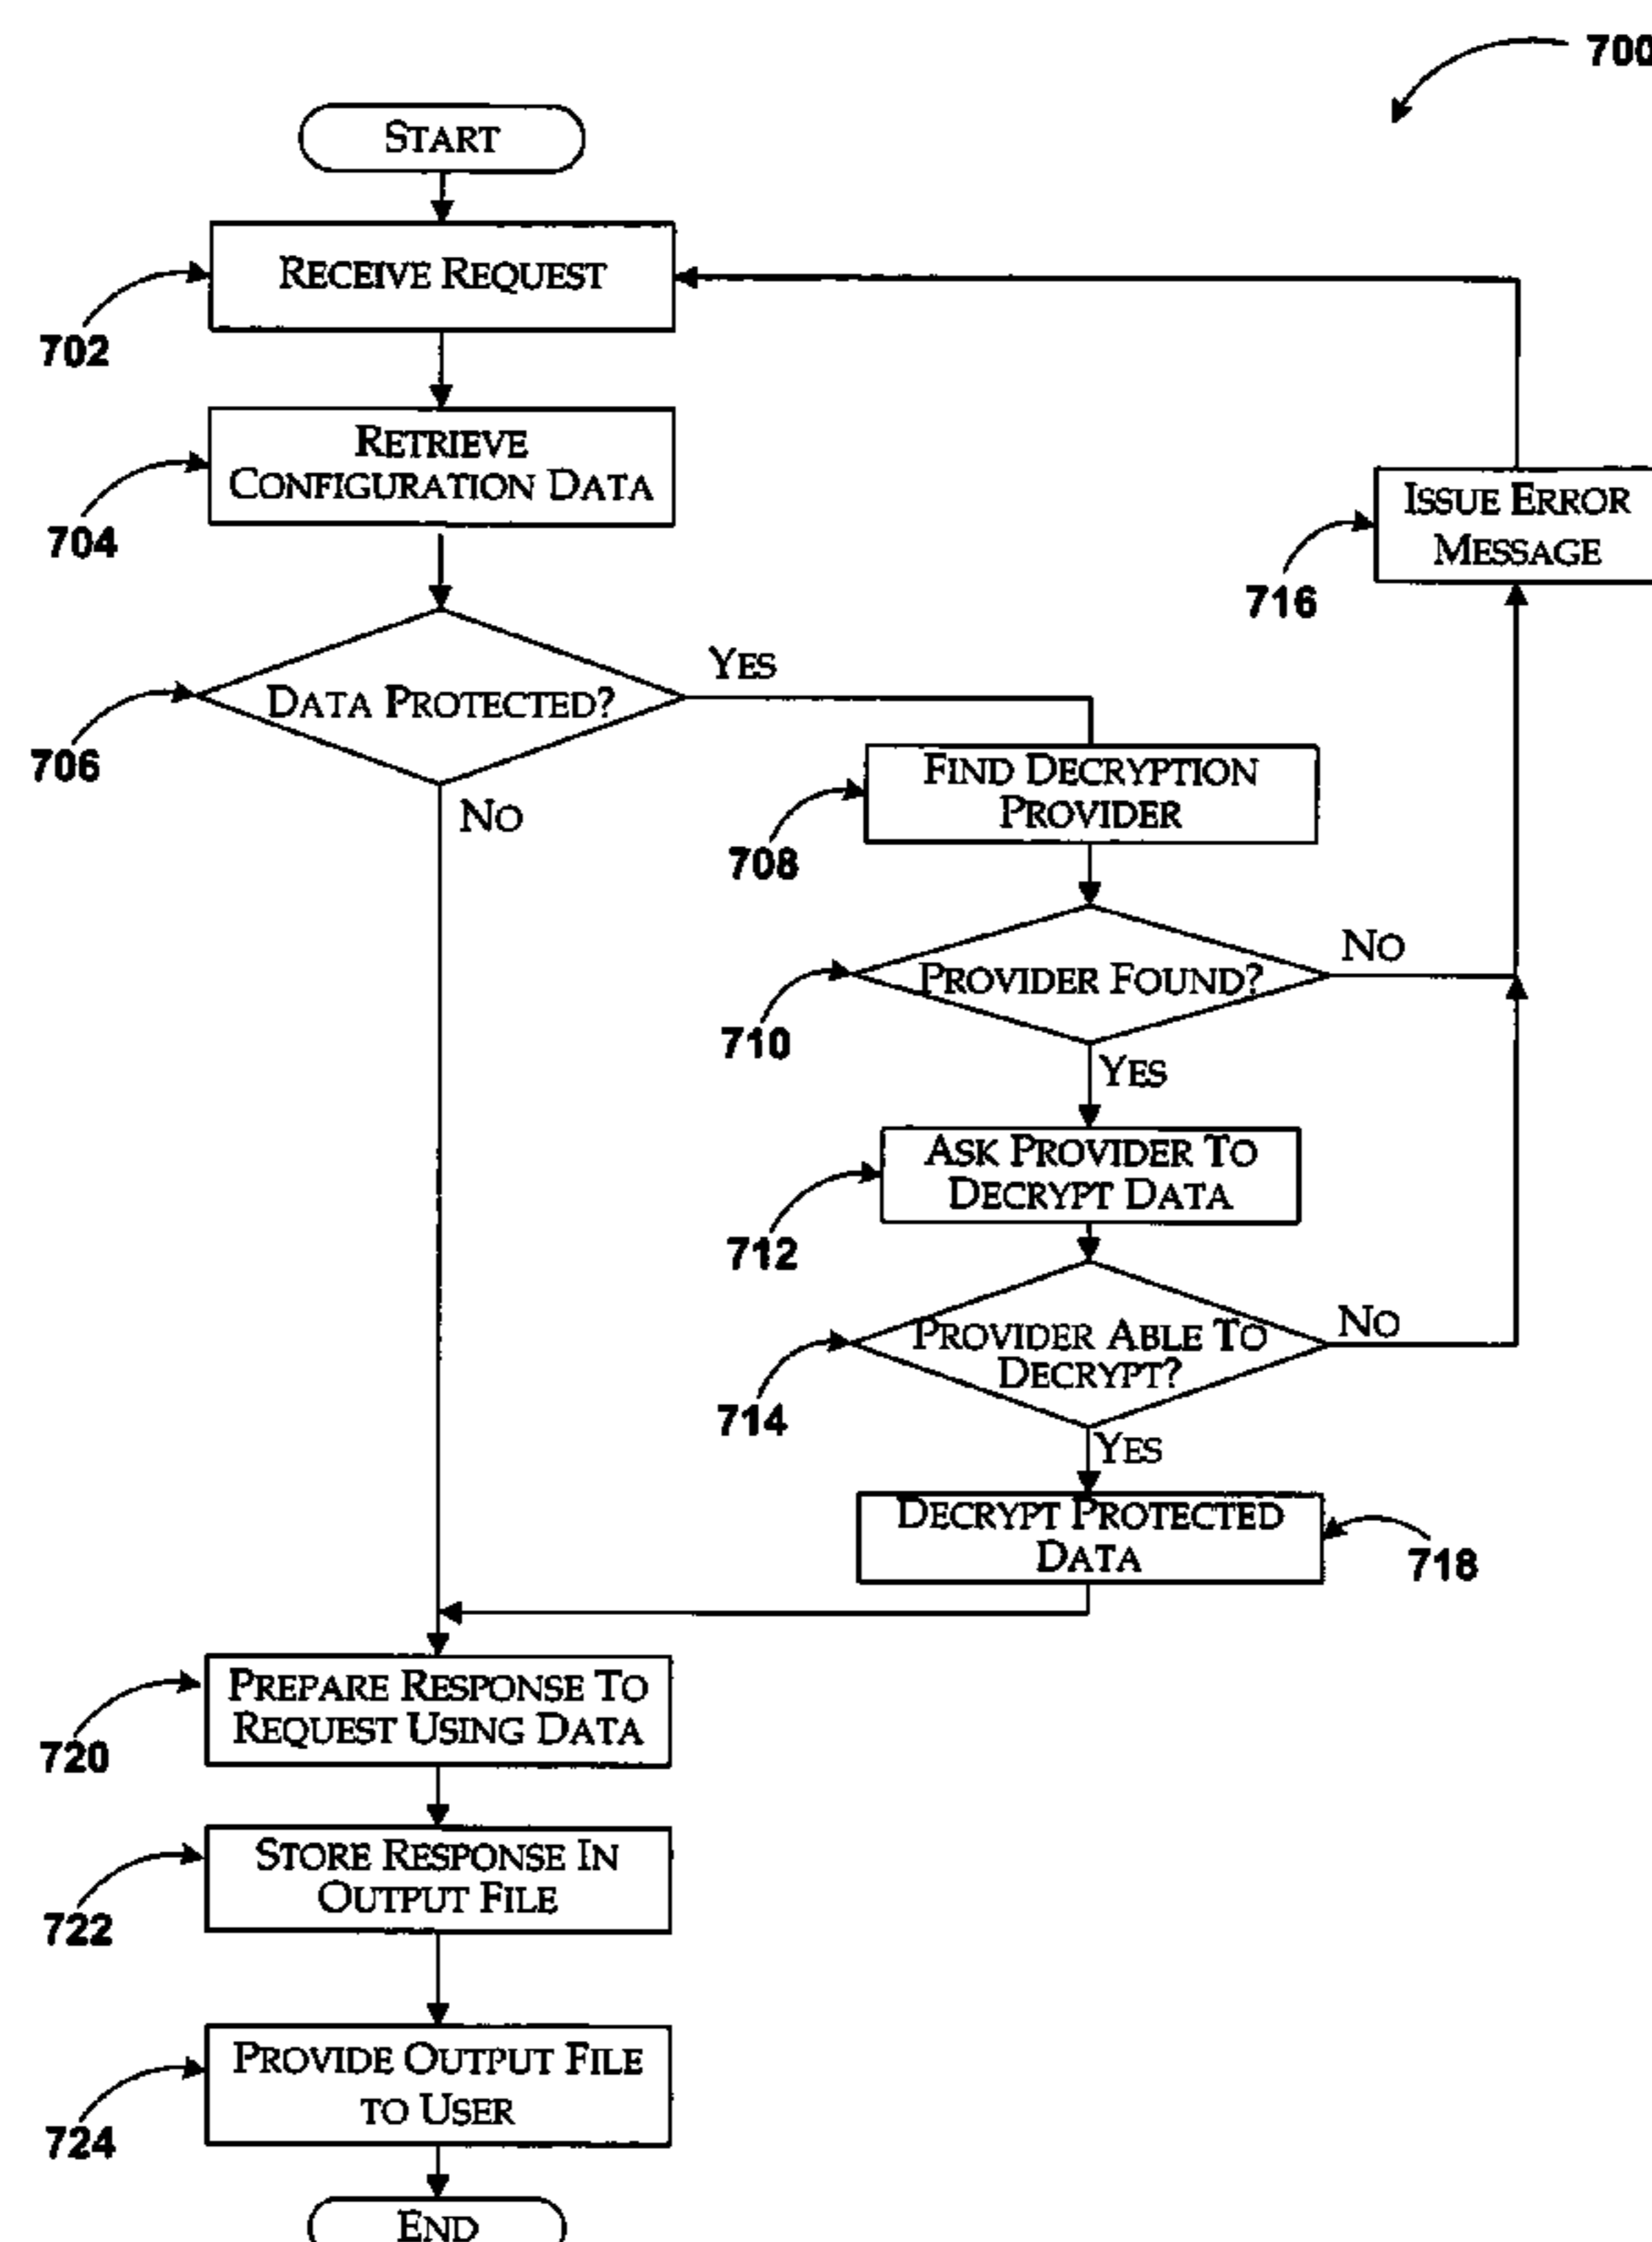 700
START
RECEIVE REQUEST
702
RETRIEVE
CONFIGURATION DATA
704
ISSUE ERROR
MESSAGE
716
DATA PROTECTED?
YES
706
NO
FIND DECRYPTION
PROVIDER
708
PROVIDER FOUND?
NO
710
YES
ASK PROVIDER TO
DECRYPT DATA
712
PROVIDER ABLE TO
DECRYPT?
NO
714
YES
DECRYPT PROTECTED
DATA
718
PREPARE RESPONSE TO
REQUEST USING DATA
720
STORE RESPONSE IN
OUTPUT FILE
722
PROVIDE OUTPUT FILE
TO USER
724
END